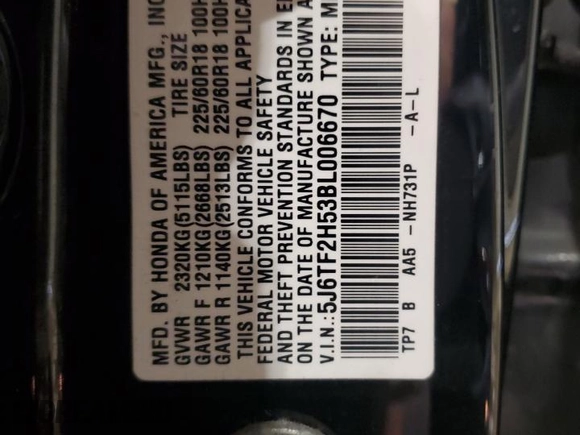 MFD. BY HONDA OF AMERICA MFG., INC
TIRE SIZE
GVWR 2320KG(5115LBS)
GAWR F 1210KG(2668LBS) 225/60R18 100H
GAWR R 1140KG(2513LBS) 225/60R18 100H
THIS VEHICLE CONFORMS TO ALL APPLICA
FEDERAL MOTOR VEHICLE SAFETY
AND THEFT PREVENTION STANDARDS IN E
ON THE DATE OF MANUFACTURE SHOWN A
V.I.N.:5J6TF2H53BL006670 TYPE: M
TP7 B AA5 -NH731P -A-L